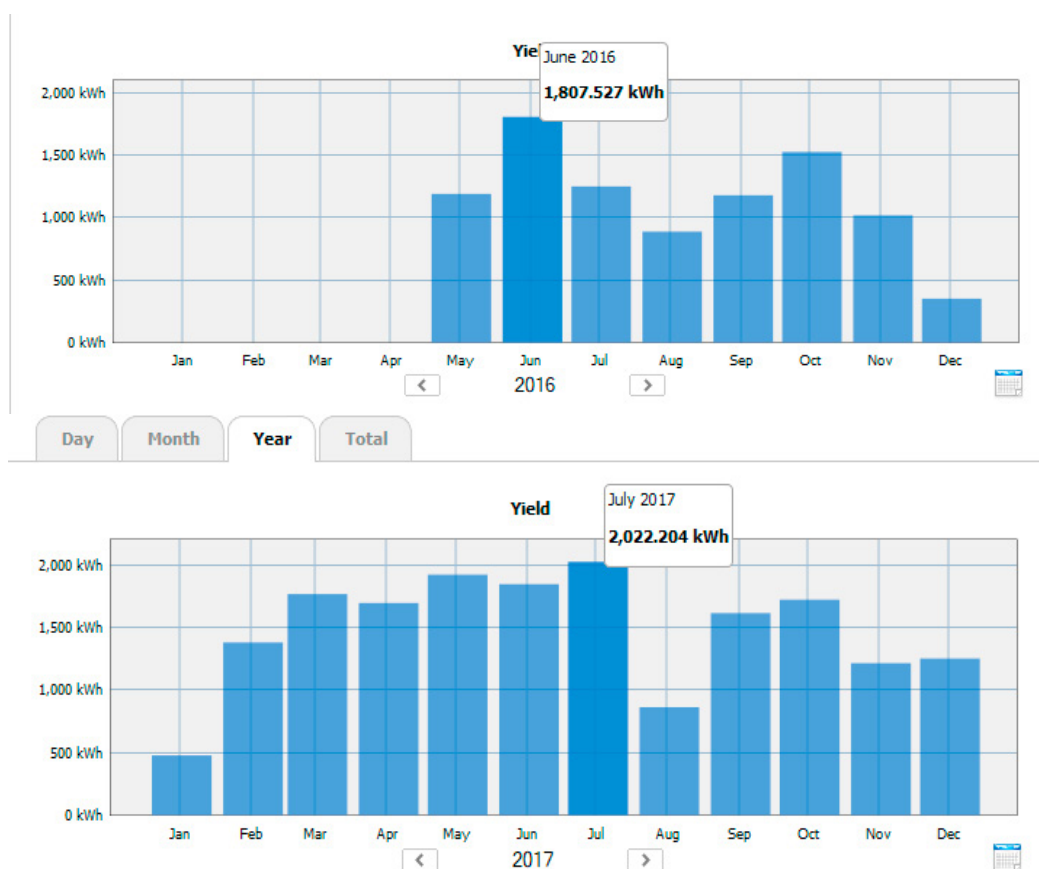 Yie
June 2016
1,807.527 kWh
2,000 kWh
1,500 kWh
1,000 kWh
500 kWh
0 kWh
Jan Feb Mar Apr May Jun Jul Aug Sep Oct Nov Dec
2016
Day Month Year Total
Yield
July 2017
2,022.204 kWh
2,000 kWh
1,500 kWh
1,000 kWh
500 kWh
0 kWh
Jan Feb Mar Apr May Jun Jul Aug Sep Oct Nov Dec
2017